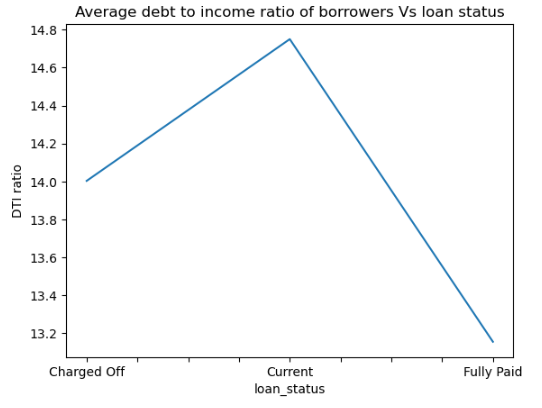 Average debt to income ratio of borrowers Vs loan status
14.8
14.6
14.4
14.2
14.0
13.8
13.6
13.4
13.2
DTI ratio
Charged Off Current Fully Paid
loan_status